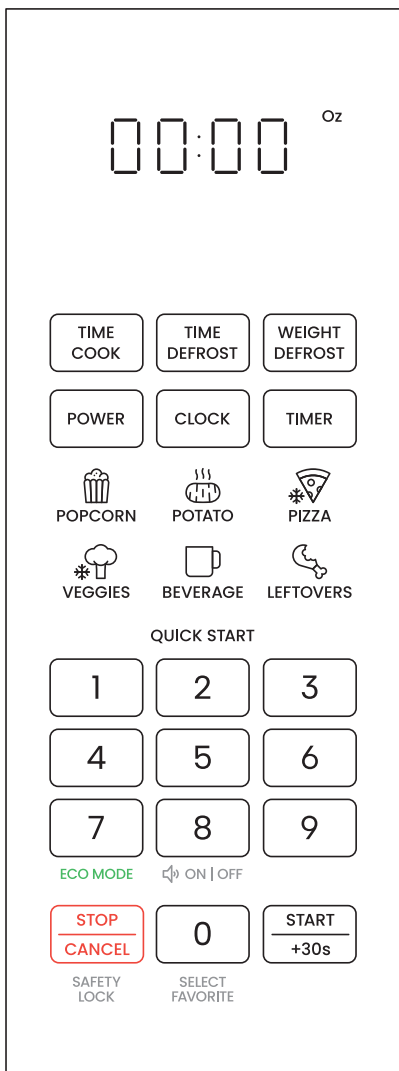 00:00 Oz
TIME COOK
TIME DEFROST
WEIGHT DEFROST
POWER
CLOCK
TIMER
POPCORN
POTATO
PIZZA
VEGGIES
BEVERAGE
LEFTOVERS
QUICK START
1 2 3
4 5 6
7 8 9
ECO MODE
ON | OFF
STOP
CANCEL
0
START
+30s
SAFETY LOCK
SELECT FAVORITE